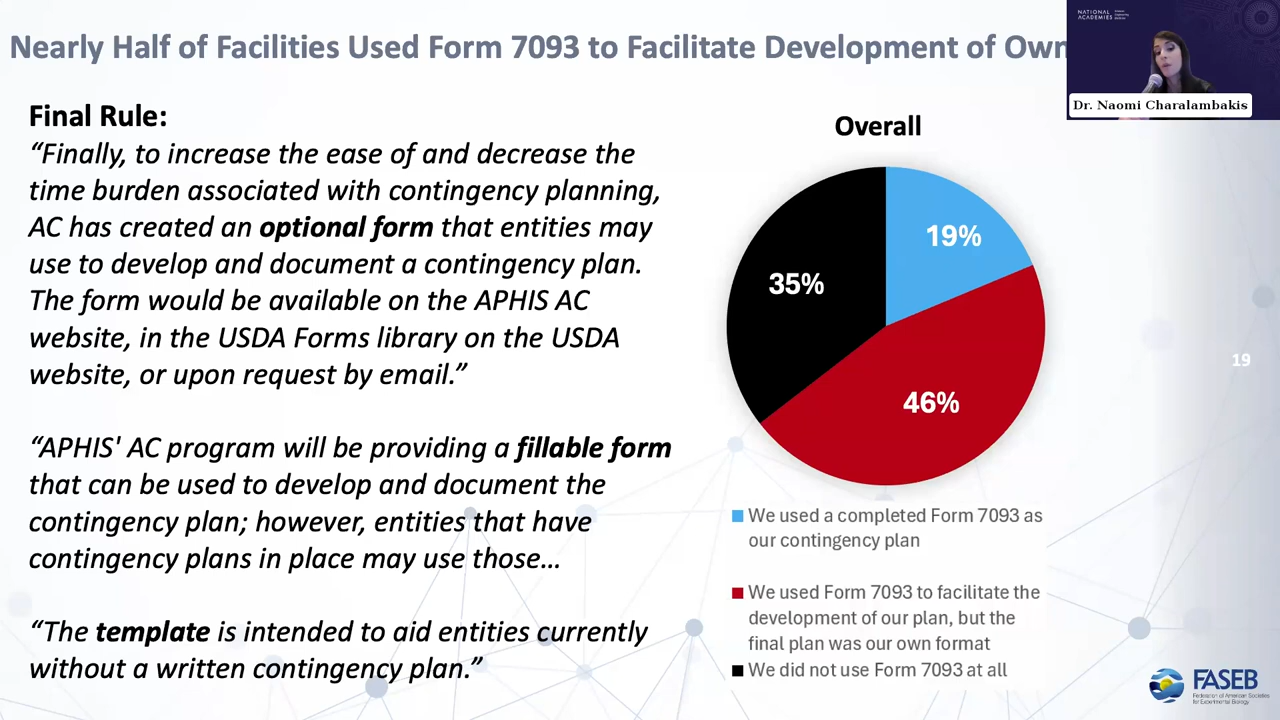 Nearly Half of Facilities Used Form 7093 to Facilitate Development of Own
NATIONAL
ACADEMIES
Dr. Naomi Charalambakis
Final Rule:
“Finally, to increase the ease of and decrease the
time burden associated with contingency planning,
AC has created an optional form that entities may
use to develop and document a contingency plan.
The form would be available on the APHIS AC
website, in the USDA Forms library on the USDA
website, or upon request by email.”
“APHIS' AC program will be providing a fillable form
that can be used to develop and document the
contingency plan; however, entities that have
contingency plans in place may use those…
“The template is intended to aid entities currently
without a written contingency plan.”
Overall
19%
35%
46%
We used a completed Form 7093 as
our contingency plan
We used Form 7093 to facilitate the
development of our plan, but the
final plan was our own format
We did not use Form 7093 at all
19
FASEB
Federation of American Societies
for Experimental Biology